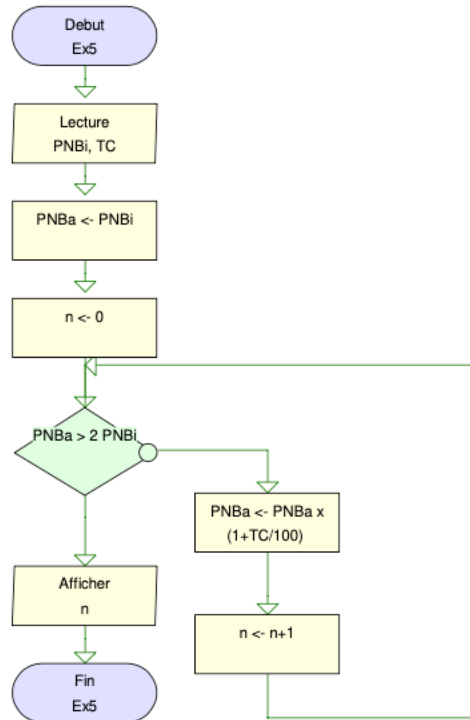 Debut
Ex5
Lecture
PNBi, TC
PNBa <- PNBi
n <- 0
PNBa > 2 PNBi
PNBa <- PNBa x
(1+TC/100)
n <- n+1
Afficher
n
Fin
Ex5